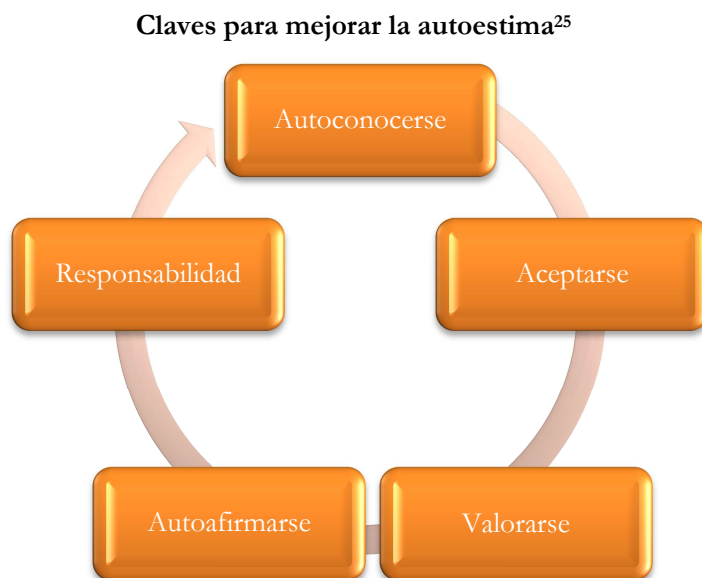 Claves para mejorar la autoestima²⁵
Autoconocerse
Aceptarse
Valorarse
Autoafirmarse
Responsabilidad